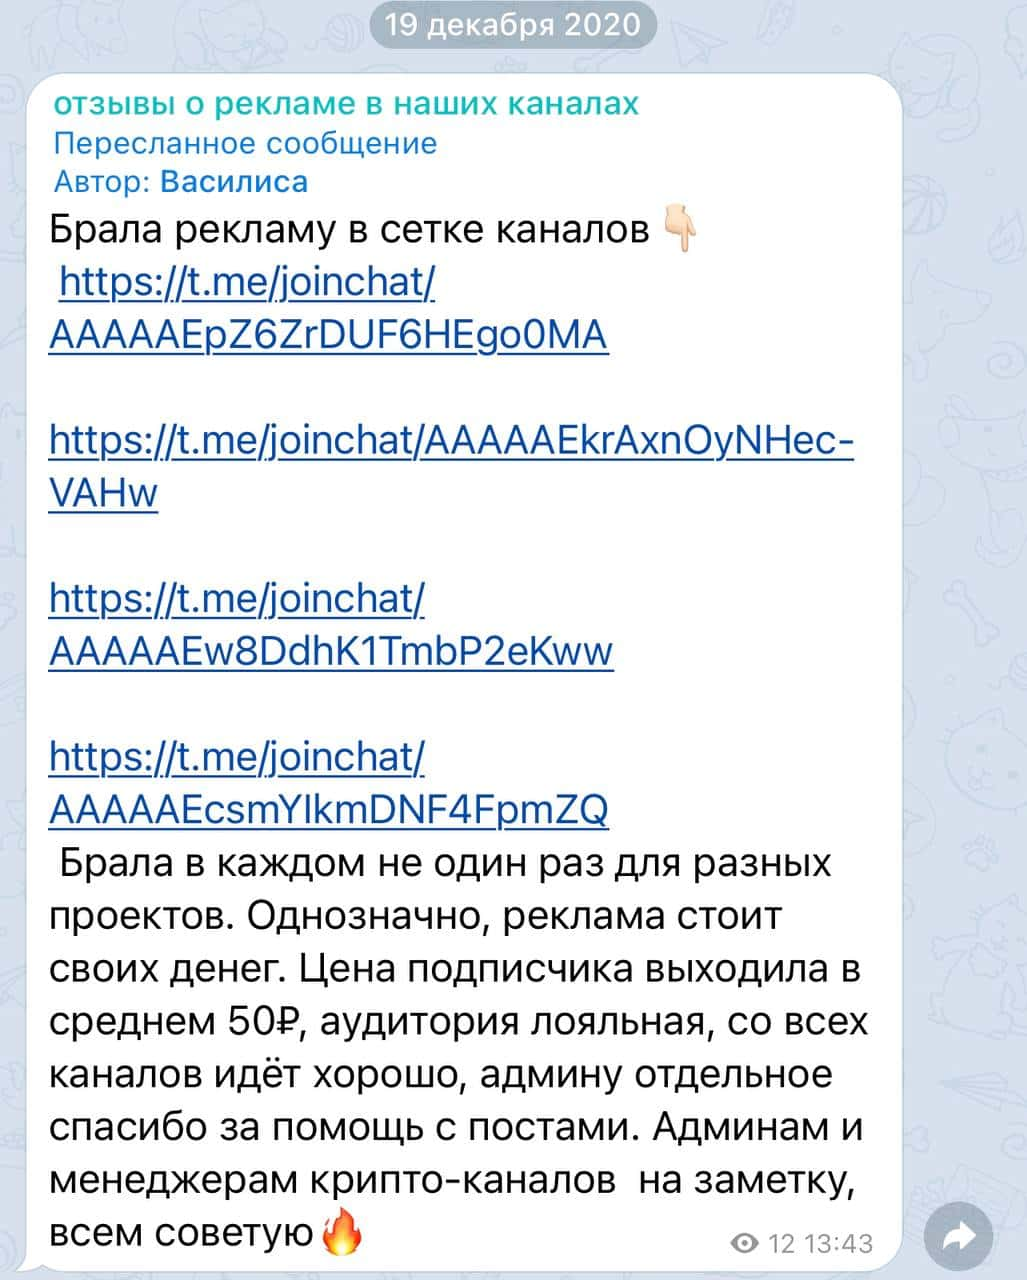 19 декабря 2020
отзывы о рекламе в наших каналах
Пересланное сообщение
Автор: Василиса
Брала рекламу в сетке каналов 👇🏻
https://t.me/joinchat/
AAAAAEpZ6ZrDUF6HEgo0MA
https://t.me/joinchat/AAAAAEkrAxnOyNHec-
VAHw
https://t.me/joinchat/
AAAAAEw8DdhK1TmbP2eKww
https://t.me/joinchat/
AAAAAEcsmYIkmDNF4FpmZQ
Брала в каждом не один раз для разных
проектов. Однозначно, реклама стоит
своих денег. Цена подписчика выходила в
среднем 50₽, аудитория лояльная, со всех
каналов идёт хорошо, админу отдельное
спасибо за помощь с постами. Админам и
менеджерам крипто-каналов  на заметку,
всем советую🔥
12 13:43